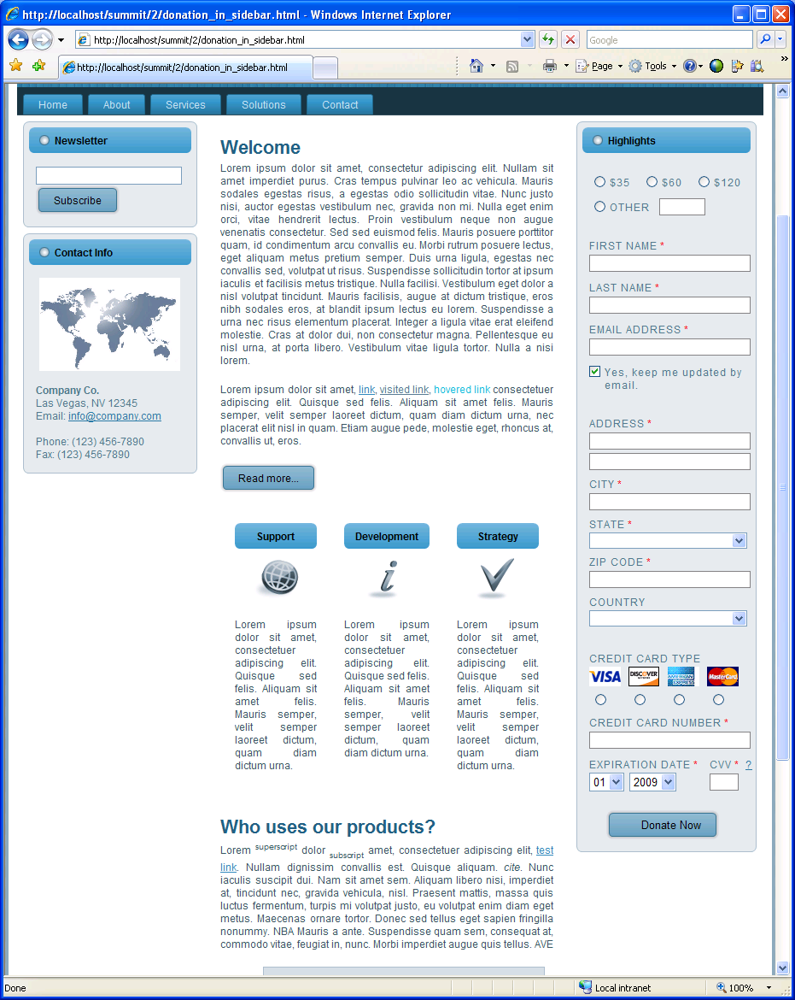 http://localhost/summit/2/donation_in_sidebar.html - Windows Internet Explorer
http://localhost/summit/2/donation_in_sidebar.html
Google
http://localhost/summit/2/donation_in_sidebar.html
Page
Tools
Home
About
Services
Solutions
Contact
Newsletter
Subscribe
Contact Info
Company Co.
Las Vegas, NV 12345
Email: info@company.com
Phone: (123) 456-7890
Fax: (123) 456-7890
Welcome
Lorem ipsum dolor sit amet, consectetur adipiscing elit. Nullam sit
amet imperdiet purus. Cras tempus pulvinar leo ac vehicula. Mauris
sodales egestas risus, a egestas odio sollicitudin vitae. Nunc justo
nisi, auctor egestas vestibulum nec, gravida non mi. Nulla eget enim
orci, vitae hendrerit lectus. Proin vestibulum neque non augue
venenatis consectetur. Sed sed euismod felis. Mauris posuere porttitor
quam, id condimentum arcu convallis eu. Morbi rutrum posuere lectus,
eget aliquam metus pretium semper. Duis urna ligula, egestas nec
convallis sed, volutpat ut risus. Suspendisse sollicitudin tortor at ipsum
iaculis et facilisis metus tristique. Nulla facilisi. Vestibulum eget dolor a
nisl volutpat tincidunt. Mauris facilisis, augue at dictum tristique, eros
nibh sodales eros, at blandit ipsum lectus eu lorem. Suspendisse a
urna nec risus elementum placerat. Integer a ligula vitae erat eleifend
molestie. Cras at dolor dui, non consectetur magna. Pellentesque eu
nisl urna, at porta libero. Vestibulum vitae ligula tortor. Nulla a nisi
lorem.
Lorem ipsum dolor sit amet, link, visited link, hovered link consectetuer
adipiscing elit. Quisque sed felis. Aliquam sit amet felis. Mauris
semper, velit semper laoreet dictum, quam diam dictum urna, nec
placerat elit nisl in quam. Etiam augue pede, molestie eget, rhoncus at,
convallis ut, eros.
Read more...
Support
Lorem ipsum
dolor sit amet,
consectetuer
adipiscing elit.
Quisque sed
felis. Aliquam sit
amet felis.
Mauris semper,
velit semper
laoreet dictum,
quam diam
dictum urna.
Development
Lorem ipsum
dolor sit amet,
consectetuer
adipiscing elit.
Quisque sed felis.
Aliquam sit amet
felis. Mauris
semper, velit
semper laoreet
dictum, quam
diam dictum urna.
Strategy
Lorem ipsum
dolor sit amet,
consectetuer
adipiscing elit.
Quisque sed
felis. Aliquam sit
amet felis.
Mauris semper,
velit semper
laoreet dictum,
quam diam
dictum urna.
Who uses our products?
Lorem superscript dolor subscript amet, consectetuer adipiscing elit, test
link. Nullam dignissim convallis est. Quisque aliquam. cite. Nunc
iaculis suscipit dui. Nam sit amet sem. Aliquam libero nisi, imperdiet
at, tincidunt nec, gravida vehicula, nisl. Praesent mattis, massa quis
luctus fermentum, turpis mi volutpat justo, eu volutpat enim diam eget
metus. Maecenas ornare tortor. Donec sed tellus eget sapien fringilla
nonummy. NBA Mauris a ante. Suspendisse quam sem, consequat at,
commodo vitae, feugiat in, nunc. Morbi imperdiet augue quis tellus. AVE
Highlights
$35 $60 $120
OTHER
FIRST NAME *
LAST NAME *
EMAIL ADDRESS *
Yes, keep me updated by
email.
ADDRESS *
CITY *
STATE *
ZIP CODE *
COUNTRY
CREDIT CARD TYPE
VISA DISCOVER NETWORK AMERICAN EXPRESS MasterCard
CREDIT CARD NUMBER *
EXPIRATION DATE * CVV * ?
01 2009
Donate Now
Done
Local intranet
100%